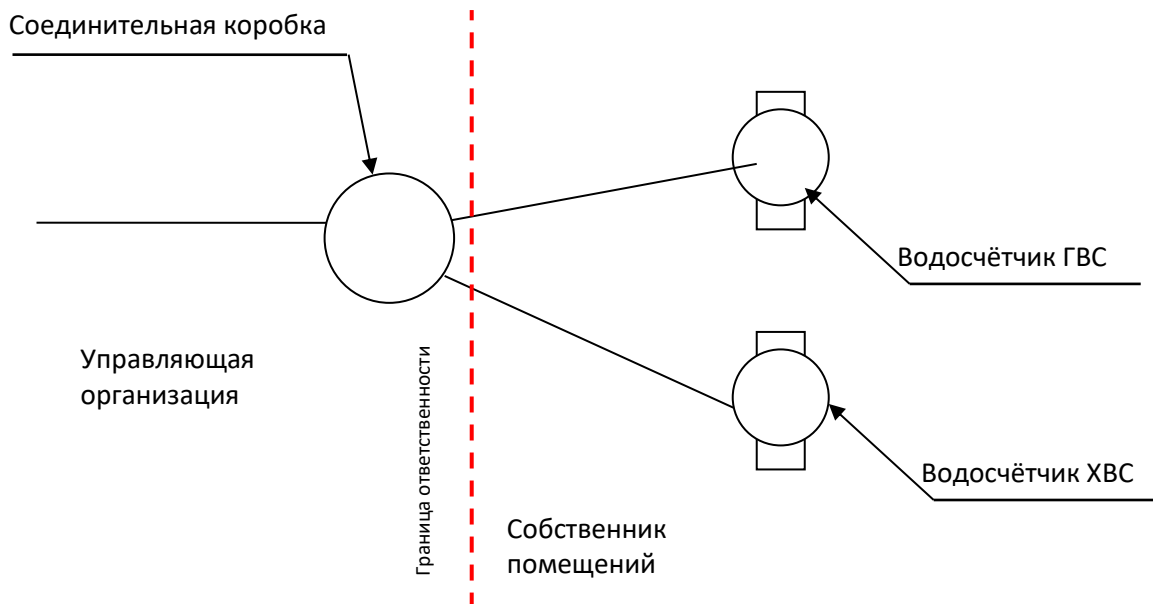 Соединительная коробка
Водосчётчик ГВС
Управляющая
организация
Граница ответственности
Водосчётчик ХВС
Собственник
помещений